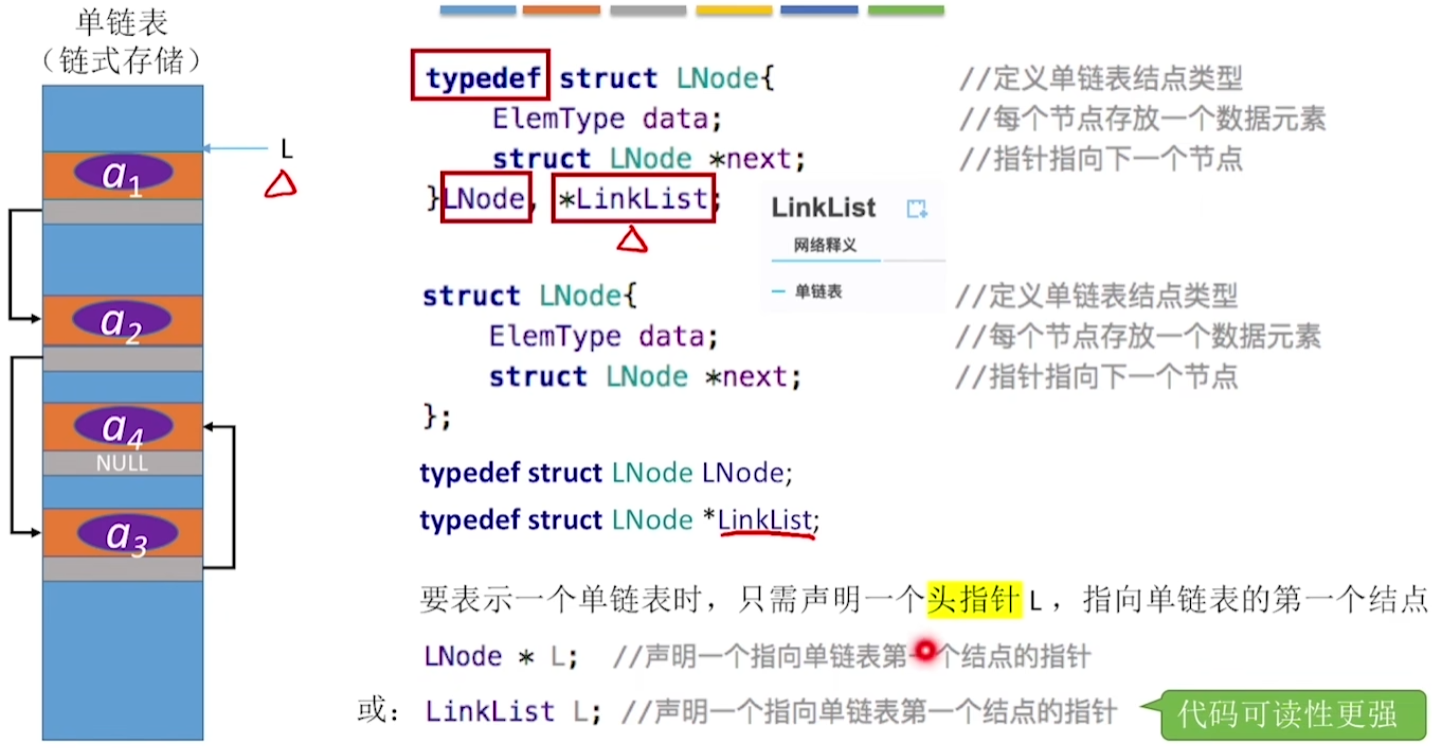 单链表
（链式存储）
L
a1
a2
a4
NULL
a3
typedef struct LNode{ //定义单链表结点类型
ElemType data; //每个节点存放一个数据元素
struct LNode *next; //指针指向下一个节点
}LNode, *LinkList;
LinkList
网络释义
单链表
struct LNode{ //定义单链表结点类型
ElemType data; //每个节点存放一个数据元素
struct LNode *next; //指针指向下一个节点
};
typedef struct LNode LNode;
typedef struct LNode *LinkList;
要表示一个单链表时，只需声明一个头指针 L ，指向单链表的第一个结点
LNode * L; //声明一个指向单链表第一个结点的指针
或： LinkList L; //声明一个指向单链表第一个结点的指针
代码可读性更强